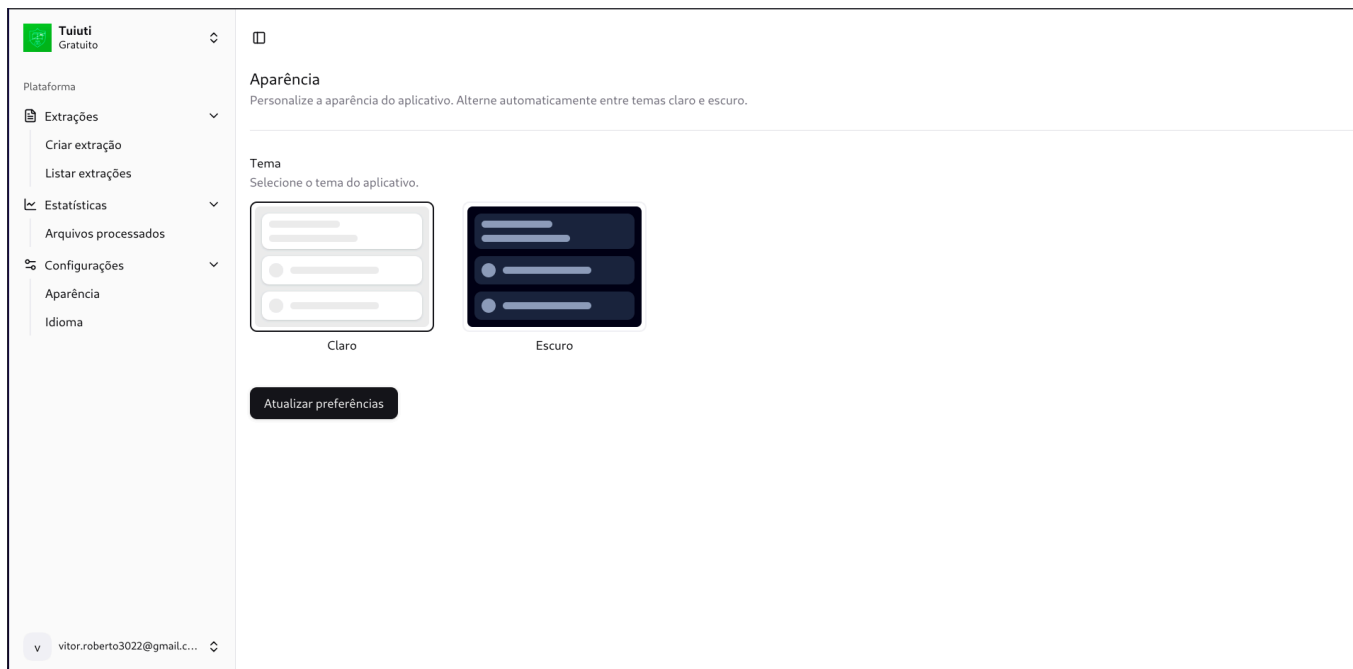 Tuiuti
Gratuito
Plataforma
Extrações
Criar extração
Listar extrações
Estatísticas
Arquivos processados
Configurações
Aparência
Idioma
v
vitor.roberto3022@gmail.c...
Aparência
Personalize a aparência do aplicativo. Alterne automaticamente entre temas claro e escuro.
Tema
Selecione o tema do aplicativo.
Claro
Escuro
Atualizar preferências